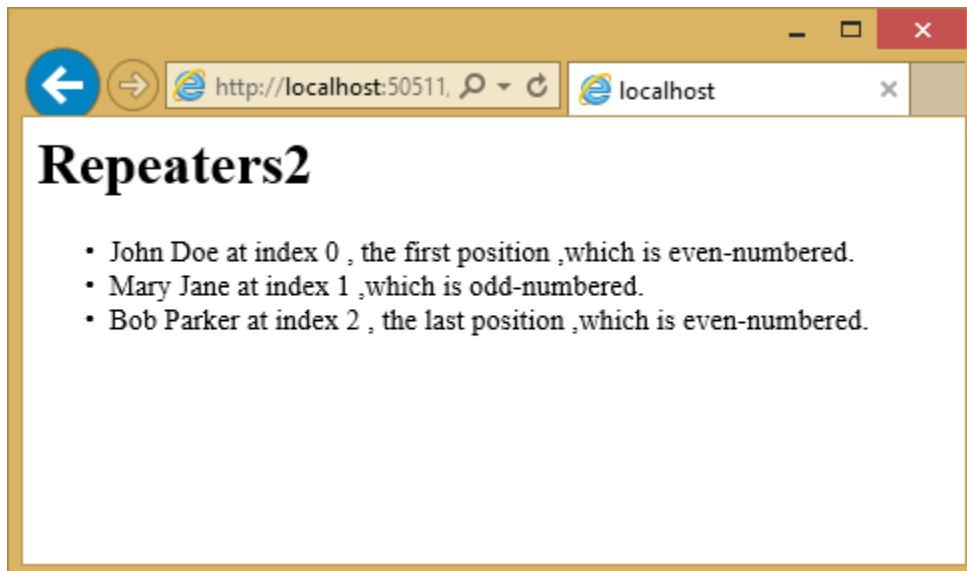 http://localhost:50511,
localhost
Repeaters2
• John Doe at index 0 , the first position ,which is even-numbered.
• Mary Jane at index 1 ,which is odd-numbered.
• Bob Parker at index 2 , the last position ,which is even-numbered.